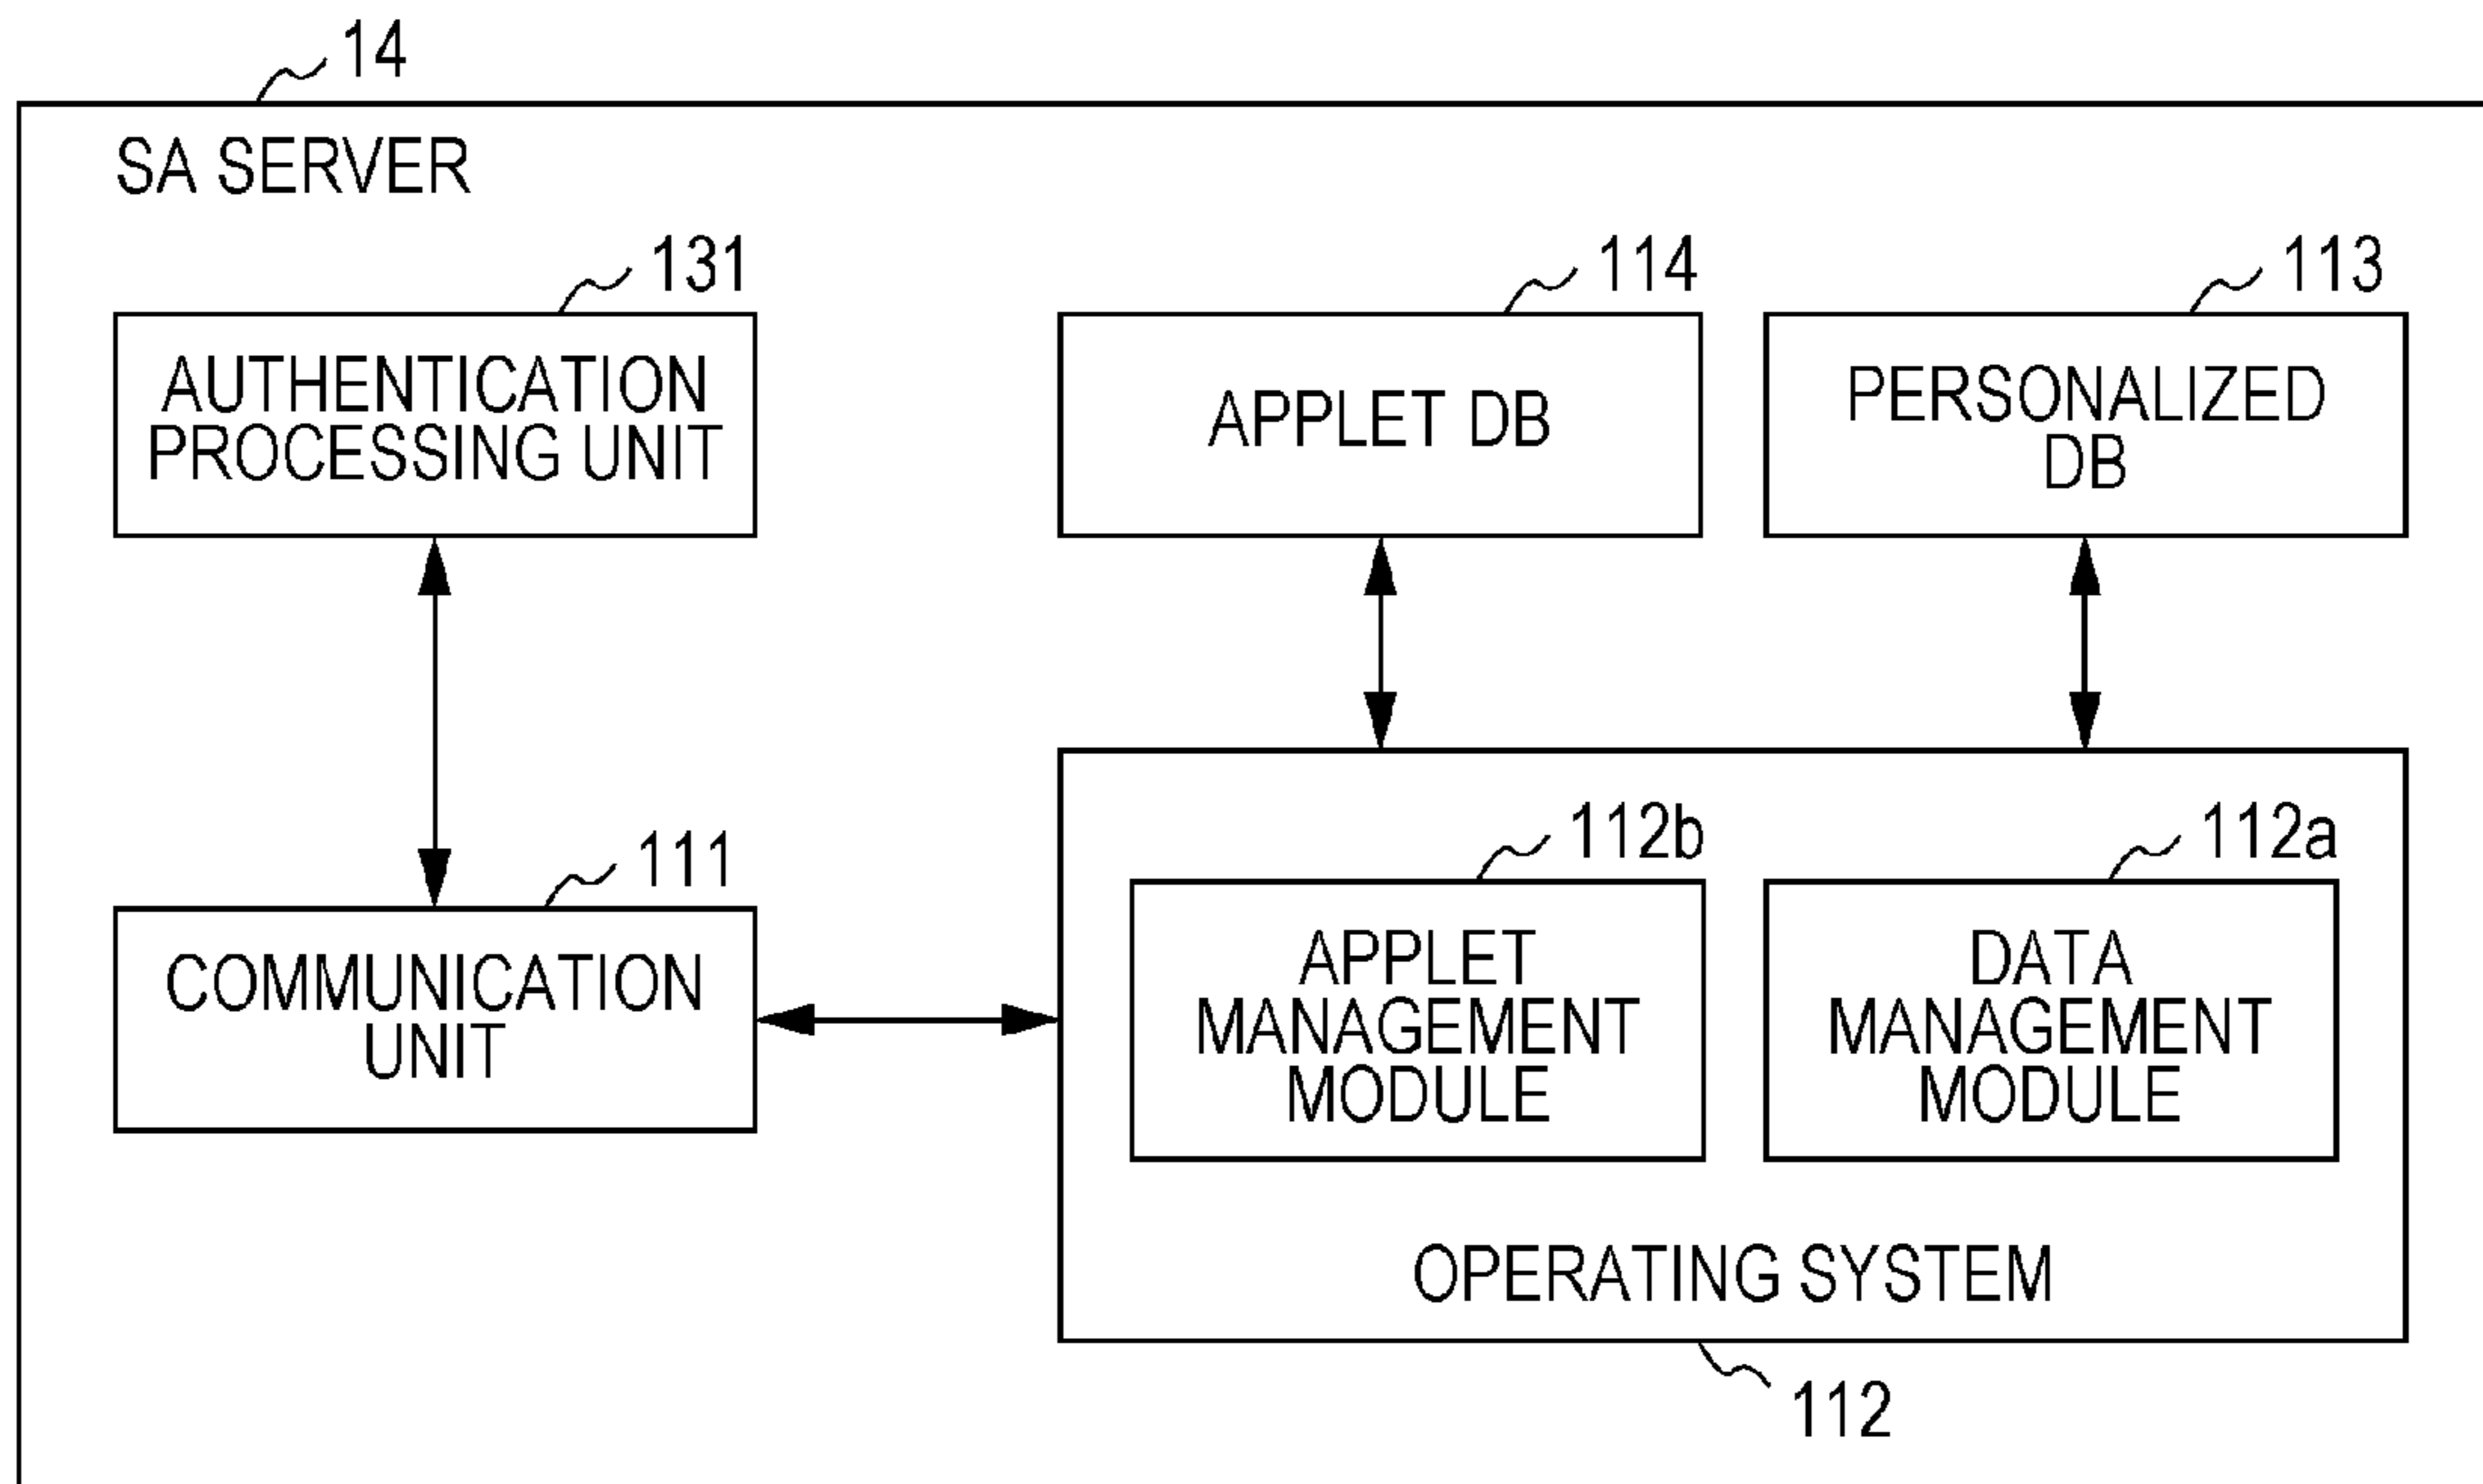 14
SA SERVER
131
AUTHENTICATION
PROCESSING UNIT
114
APPLET DB
113
PERSONALIZED
DB
111
COMMUNICATION
UNIT
112b
APPLET
MANAGEMENT
MODULE
112a
DATA
MANAGEMENT
MODULE
OPERATING SYSTEM
112